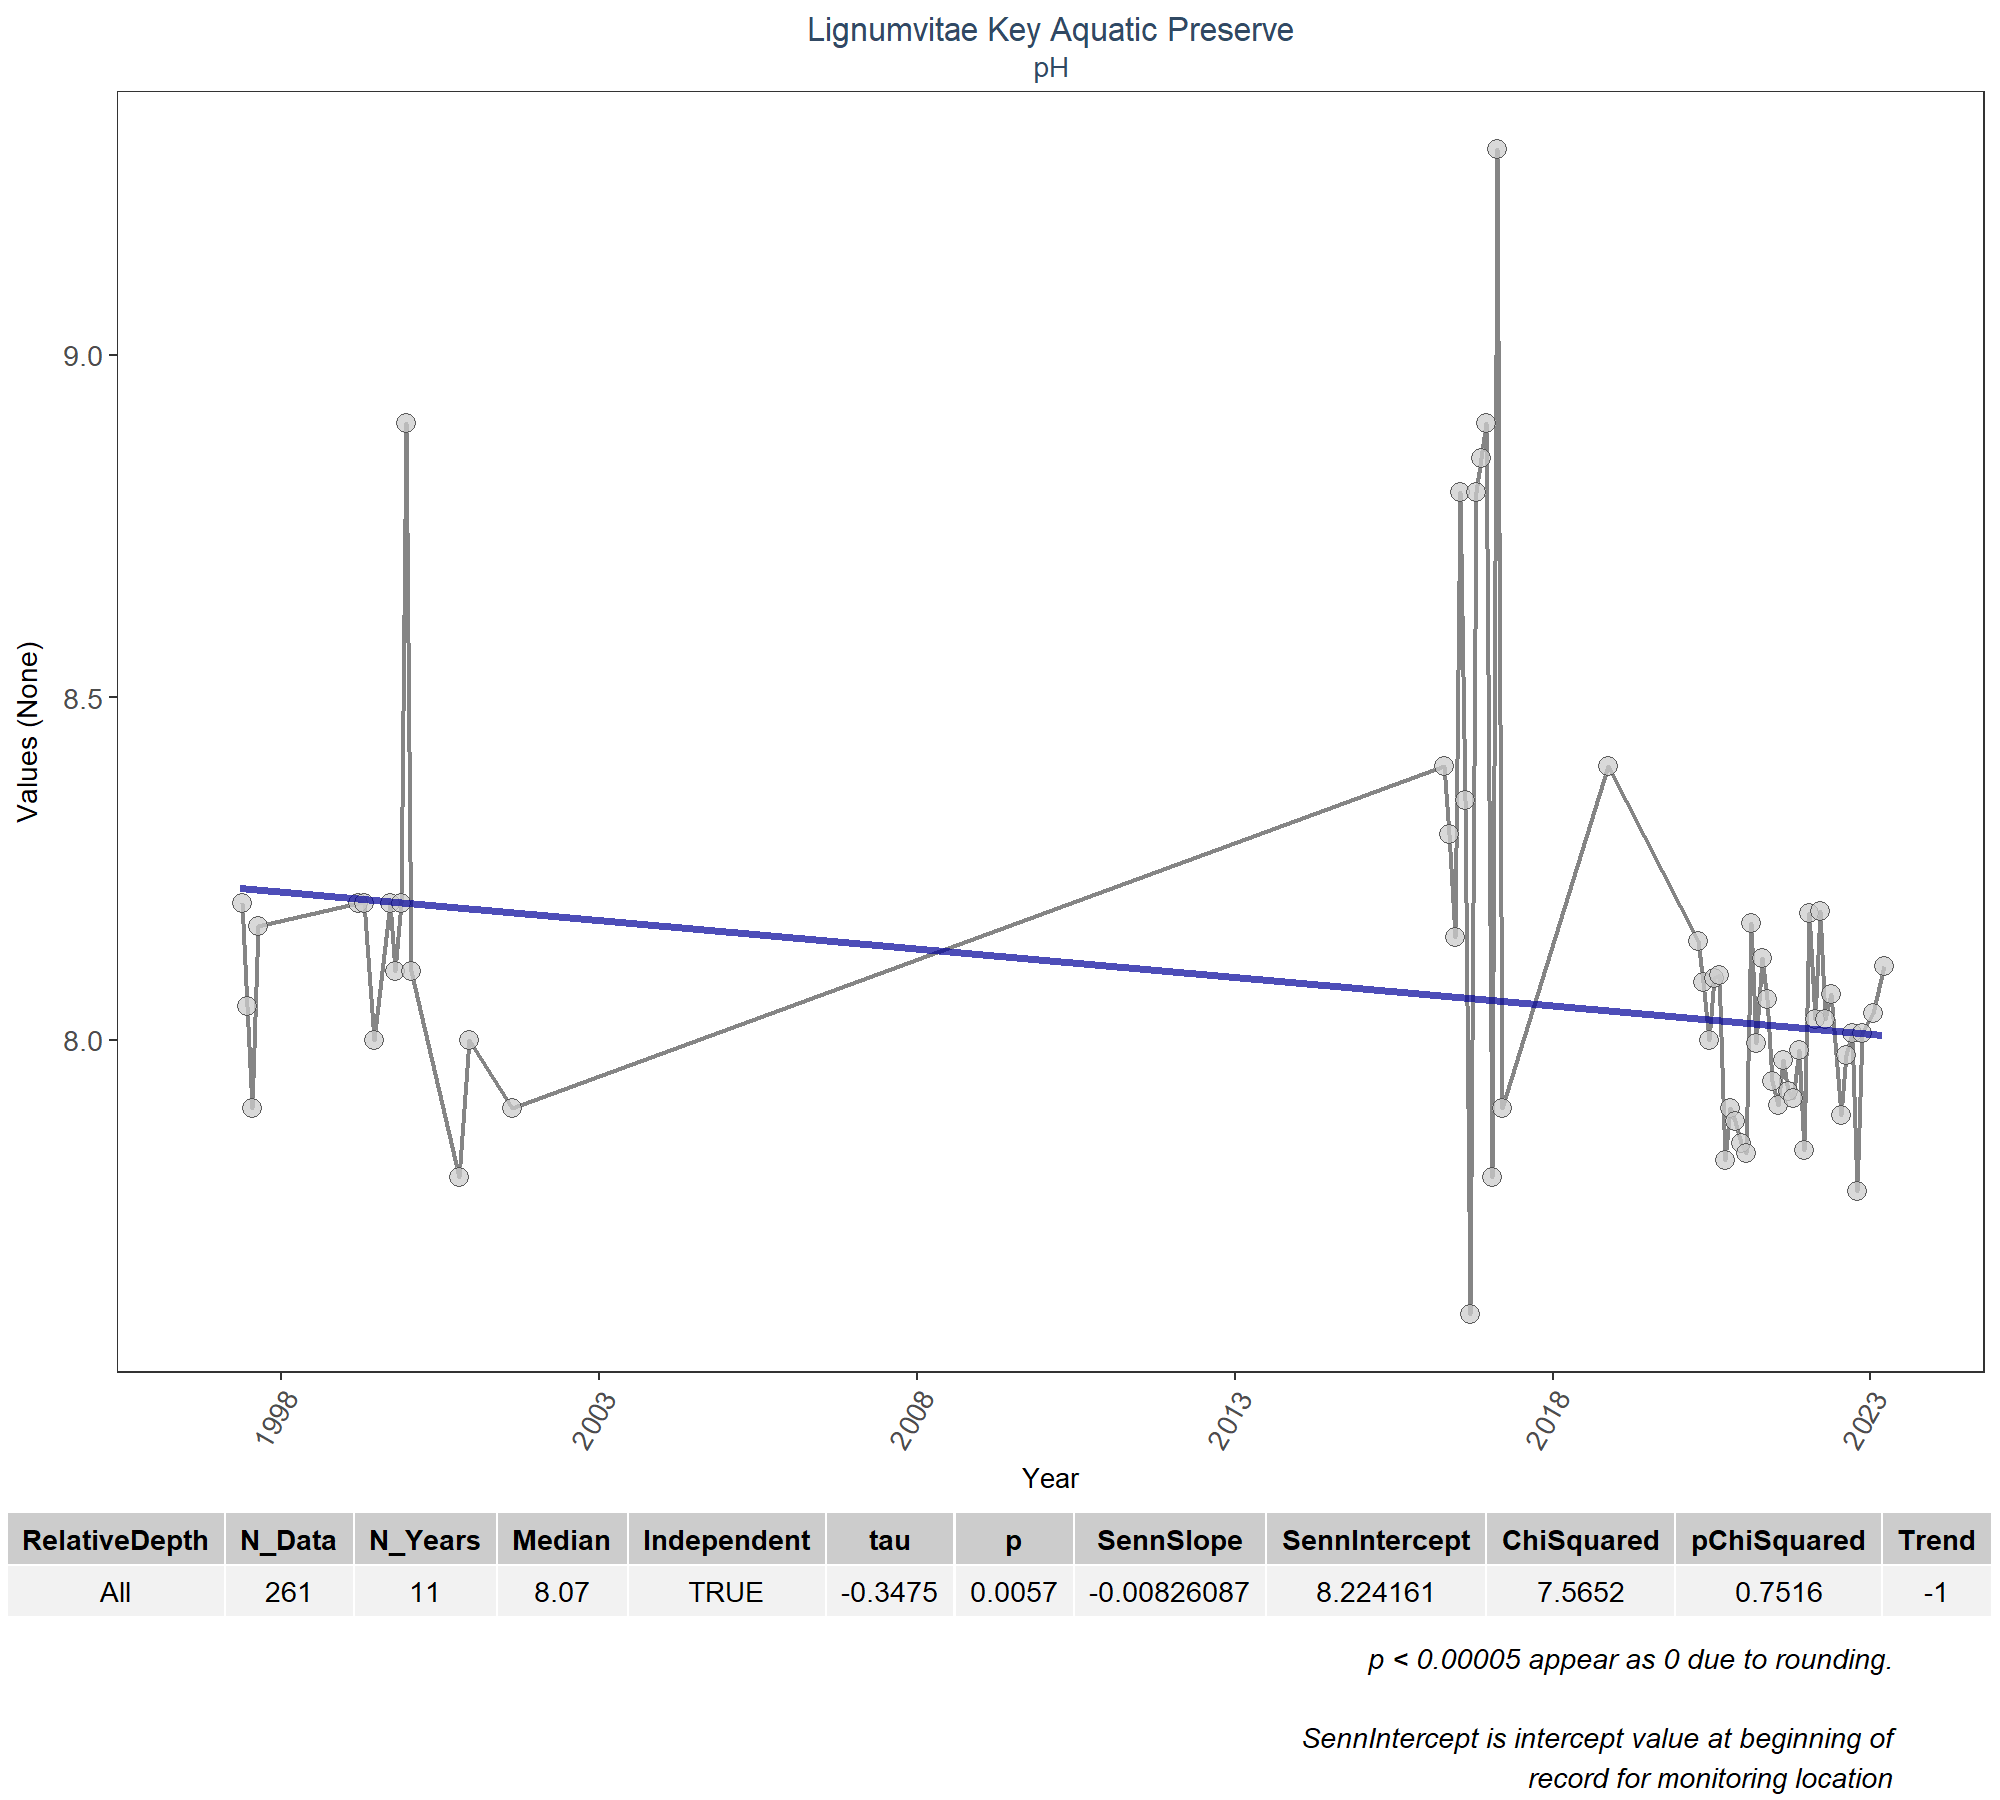 Lignumvitae Key Aquatic Preserve
pH
Values (None)
9.0
8.5
8.0
1998
2003
2008
2013
2018
2023
Year
RelativeDepth N_Data N_Years Median Independent tau p SennSlope SennIntercept ChiSquared pChiSquared Trend
All 261 11 8.07 TRUE -0.3475 0.0057 -0.00826087 8.224161 7.5652 0.7516 -1
p < 0.00005 appear as 0 due to rounding.
SennIntercept is intercept value at beginning of
record for monitoring location